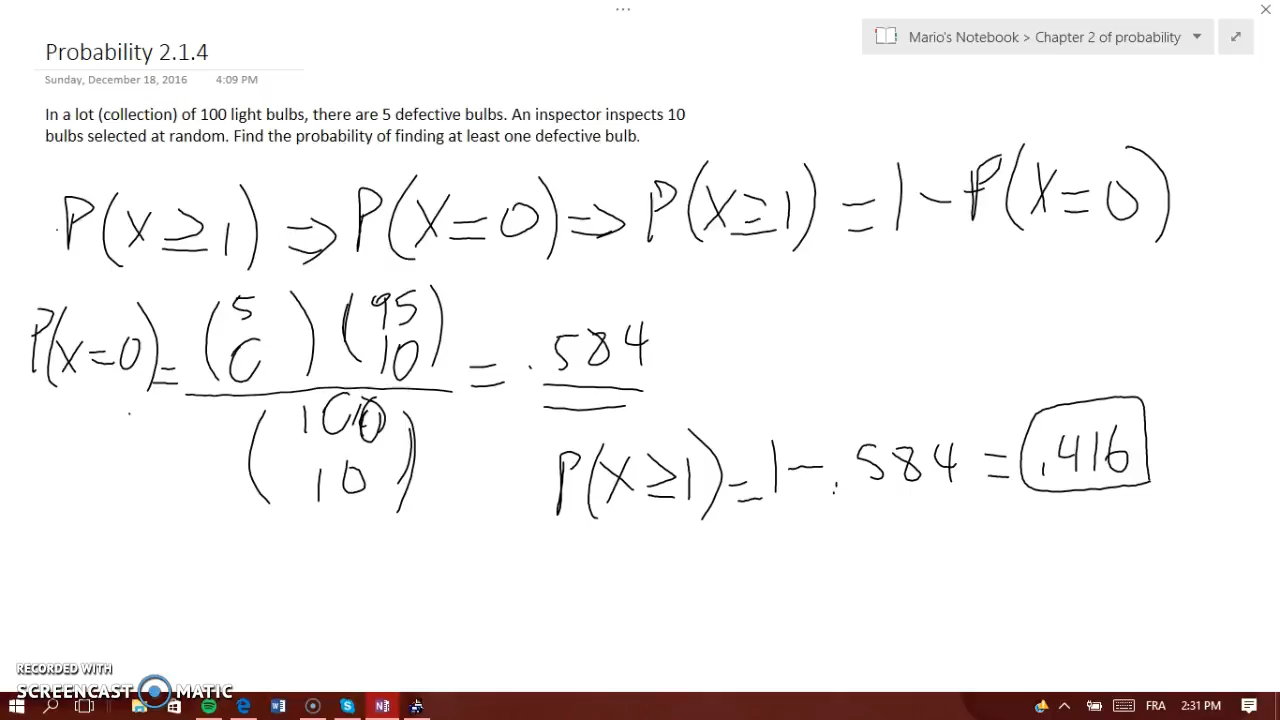 ...
Mario's Notebook > Chapter 2 of probability
Probability 2.1.4
Sunday, December 18, 2016 4:09 PM
In a lot (collection) of 100 light bulbs, there are 5 defective bulbs. An inspector inspects 10
bulbs selected at random. Find the probability of finding at least one defective bulb.
P(X ≥ 1) ⇒ P(X = 0) ⇒ P(X ≥ 1) = 1 - P(X = 0)
P(X = 0) = (5 0) (95 10) / (100 10) = .584
P(X ≥ 1) = 1 - .584 = .416
RECORDED WITH
SCREENCAST MATIC
FRA 2:31 PM